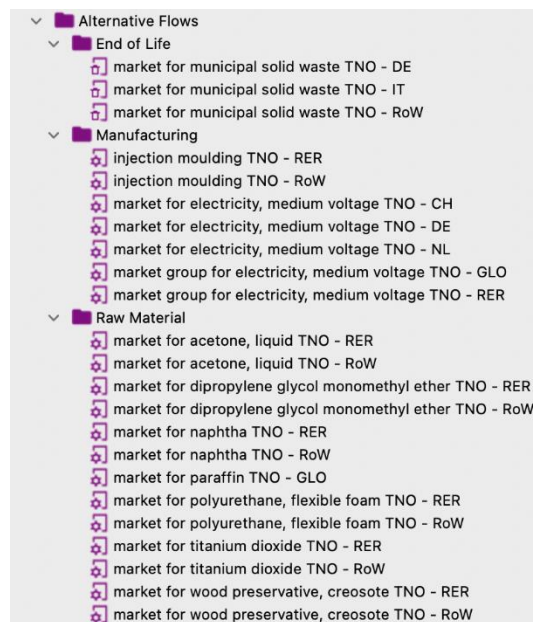 Alternative Flows
End of Life
market for municipal solid waste TNO - DE
market for municipal solid waste TNO - IT
market for municipal solid waste TNO - RoW
Manufacturing
injection moulding TNO - RER
injection moulding TNO - RoW
market for electricity, medium voltage TNO - CH
market for electricity, medium voltage TNO - DE
market for electricity, medium voltage TNO - NL
market group for electricity, medium voltage TNO - GLO
market group for electricity, medium voltage TNO - RER
Raw Material
market for acetone, liquid TNO - RER
market for acetone, liquid TNO - RoW
market for dipropylene glycol monomethyl ether TNO - RER
market for dipropylene glycol monomethyl ether TNO - RoW
market for naphtha TNO - RER
market for naphtha TNO - RoW
market for paraffin TNO - GLO
market for polyurethane, flexible foam TNO - RER
market for polyurethane, flexible foam TNO - RoW
market for titanium dioxide TNO - RER
market for titanium dioxide TNO - RoW
market for wood preservative, creosote TNO - RER
market for wood preservative, creosote TNO - RoW